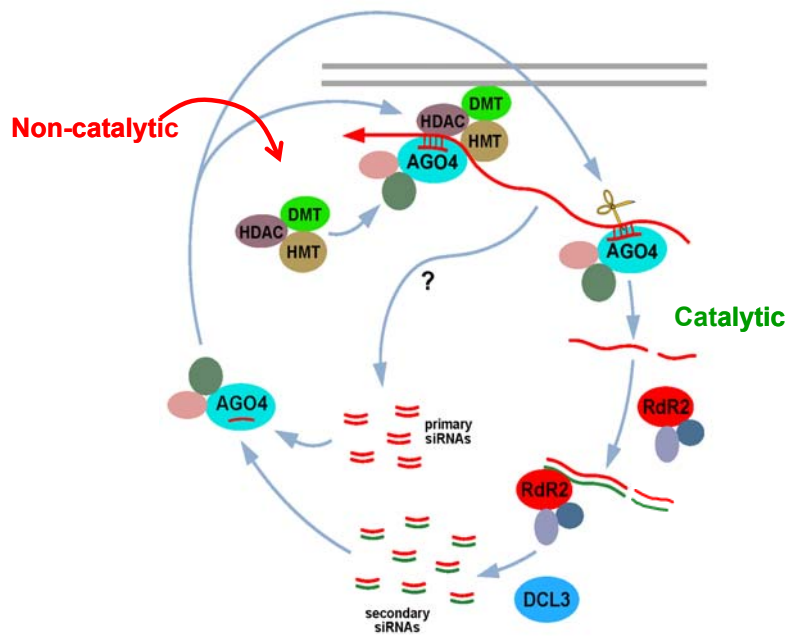 Non-catalytic
DMT
HDAC
HMT
AGO4
DMT
HDAC
HMT
AGO4
?
Catalytic
AGO4
primary
siRNAs
RdR2
RdR2
DCL3
secondary
siRNAs